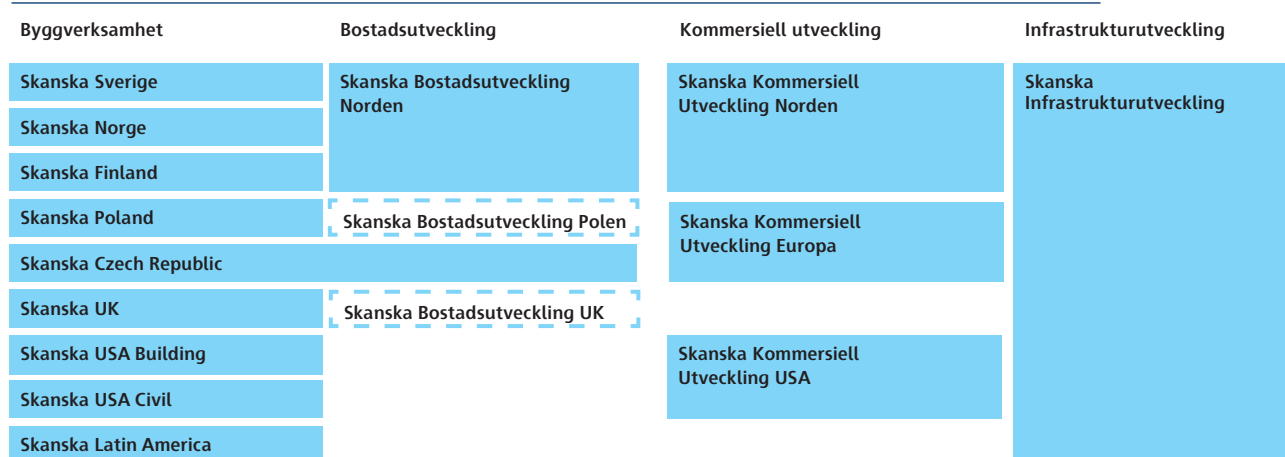 Byggverksamhet
Bostadsutveckling
Kommersiell utveckling
Infrastrukturutveckling
Skanska Sverige
Skanska Norge
Skanska Finland
Skanska Poland
Skanska Czech Republic
Skanska UK
Skanska USA Building
Skanska USA Civil
Skanska Latin America
Skanska Bostadsutveckling
Norden
Skanska Bostadsutveckling Polen
Skanska Bostadsutveckling UK
Skanska Kommersiell
Utveckling Norden
Skanska Kommersiell
Utveckling Europa
Skanska Kommersiell
Utveckling USA
Skanska
Infrastrukturutveckling